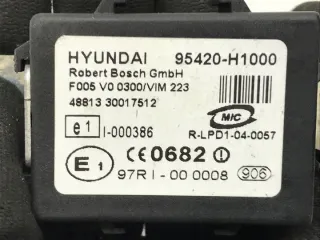 HYUNDAI 95420-H1000
Robert Bosch GmbH
F005 V0 0300/VIM 223
48813 30017512
e1 I-000386
MIC
R-LPD1-04-0057
E1 CE0682
97RI-00 0008 906